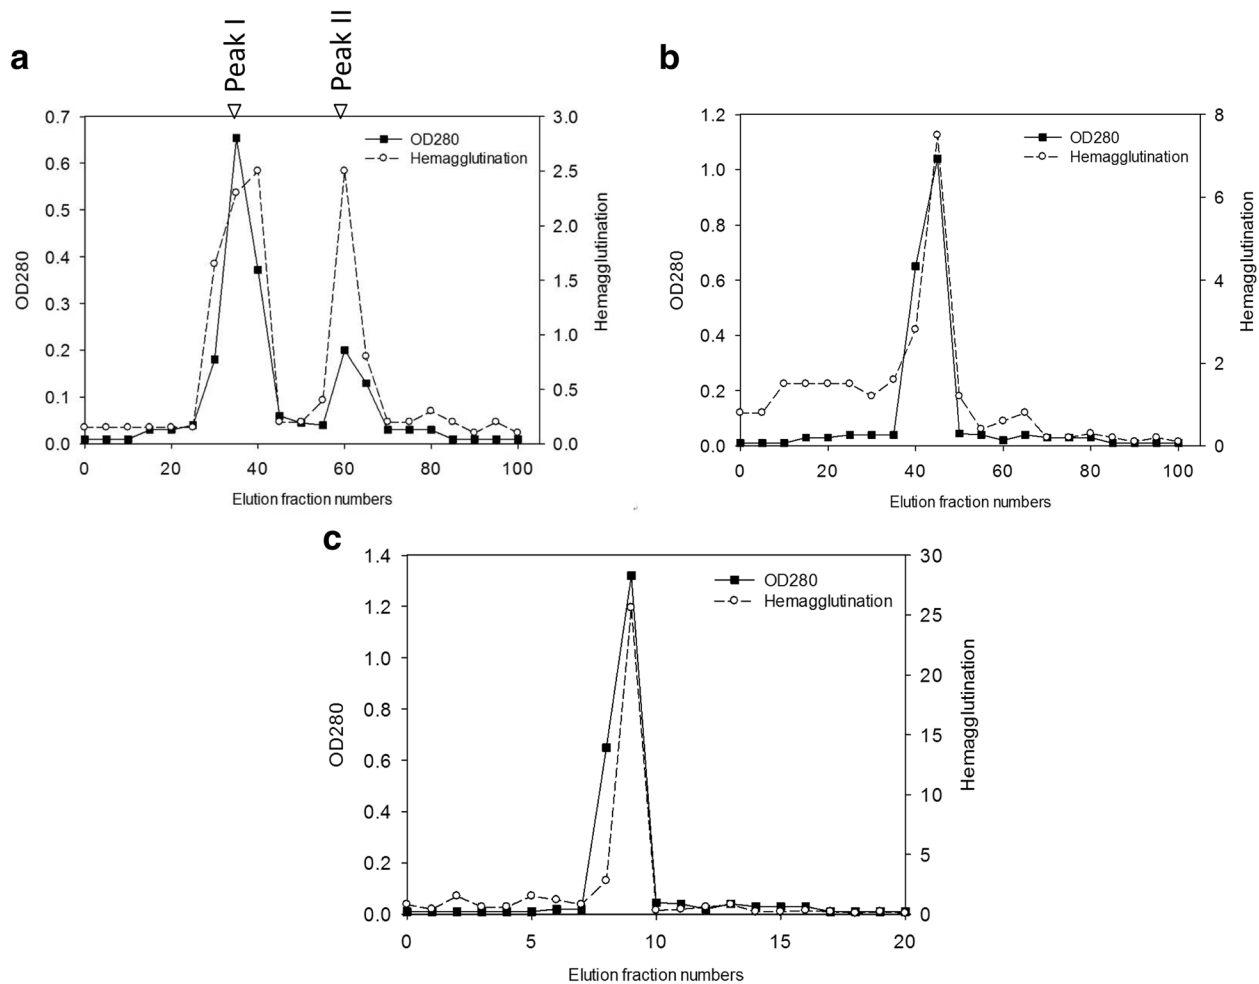 a
Peak I
Peak II
0.7
0.6
0.5
0.4
0.3
0.2
0.1
0.0
OD280
3.0
2.5
2.0
1.5
1.0
0.5
0.0
Hemagglutination
OD280
Hemagglutination
0 20 40 60 80 100
Elution fraction numbers
b
1.2
1.0
0.8
0.6
0.4
0.2
0.0
OD280
8
6
4
2
0
Hemagglutination
OD280
Hemagglutination
0 20 40 60 80 100
Elution fraction numbers
c
1.4
1.2
1.0
0.8
0.6
0.4
0.2
0.0
OD280
30
25
20
15
10
5
0
Hemagglutination
OD280
Hemagglutination
0 5 10 15 20
Elution fraction numbers